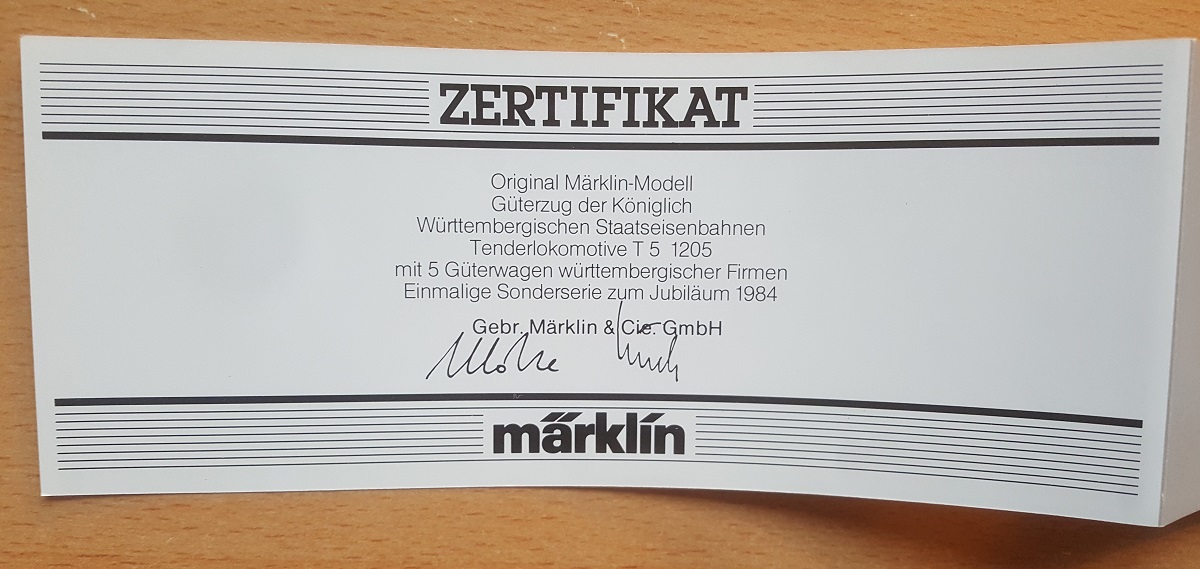 ZERTIFIKAT
Original Märklin-Modell
Güterzug der Königlich
Württembergischen Staatseisenbahnen
Tenderlokomotive T 5 1205
mit 5 Güterwagen württembergischer Firmen
Einmalige Sonderserie zum Jubiläum 1984
Gebr. Märklin & Cie. GmbH
märklin